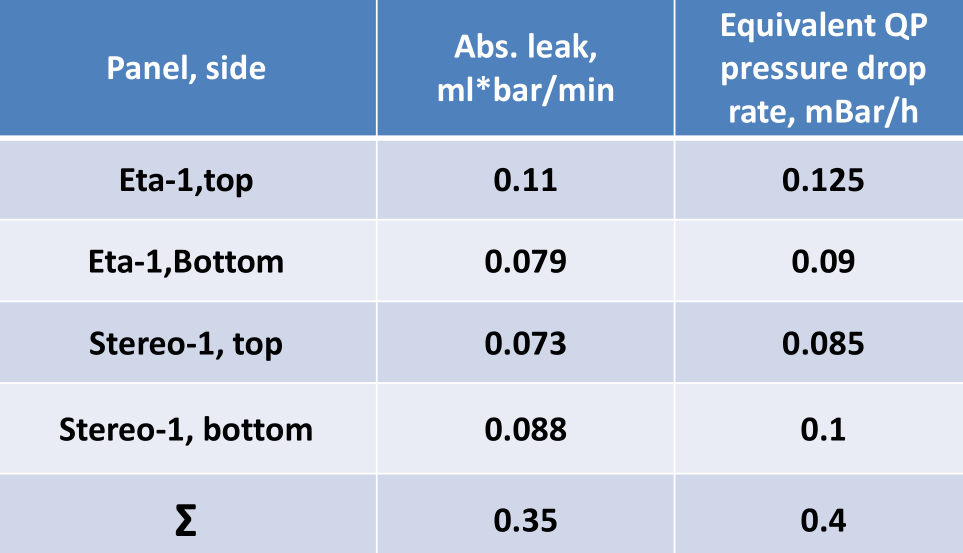 Panel, side
Abs. leak,
ml*bar/min
Equivalent QP
pressure drop
rate, mBar/h
Eta-1,top 0.11 0.125
Eta-1,Bottom 0.079 0.09
Stereo-1, top 0.073 0.085
Stereo-1, bottom 0.088 0.1
Σ 0.35 0.4